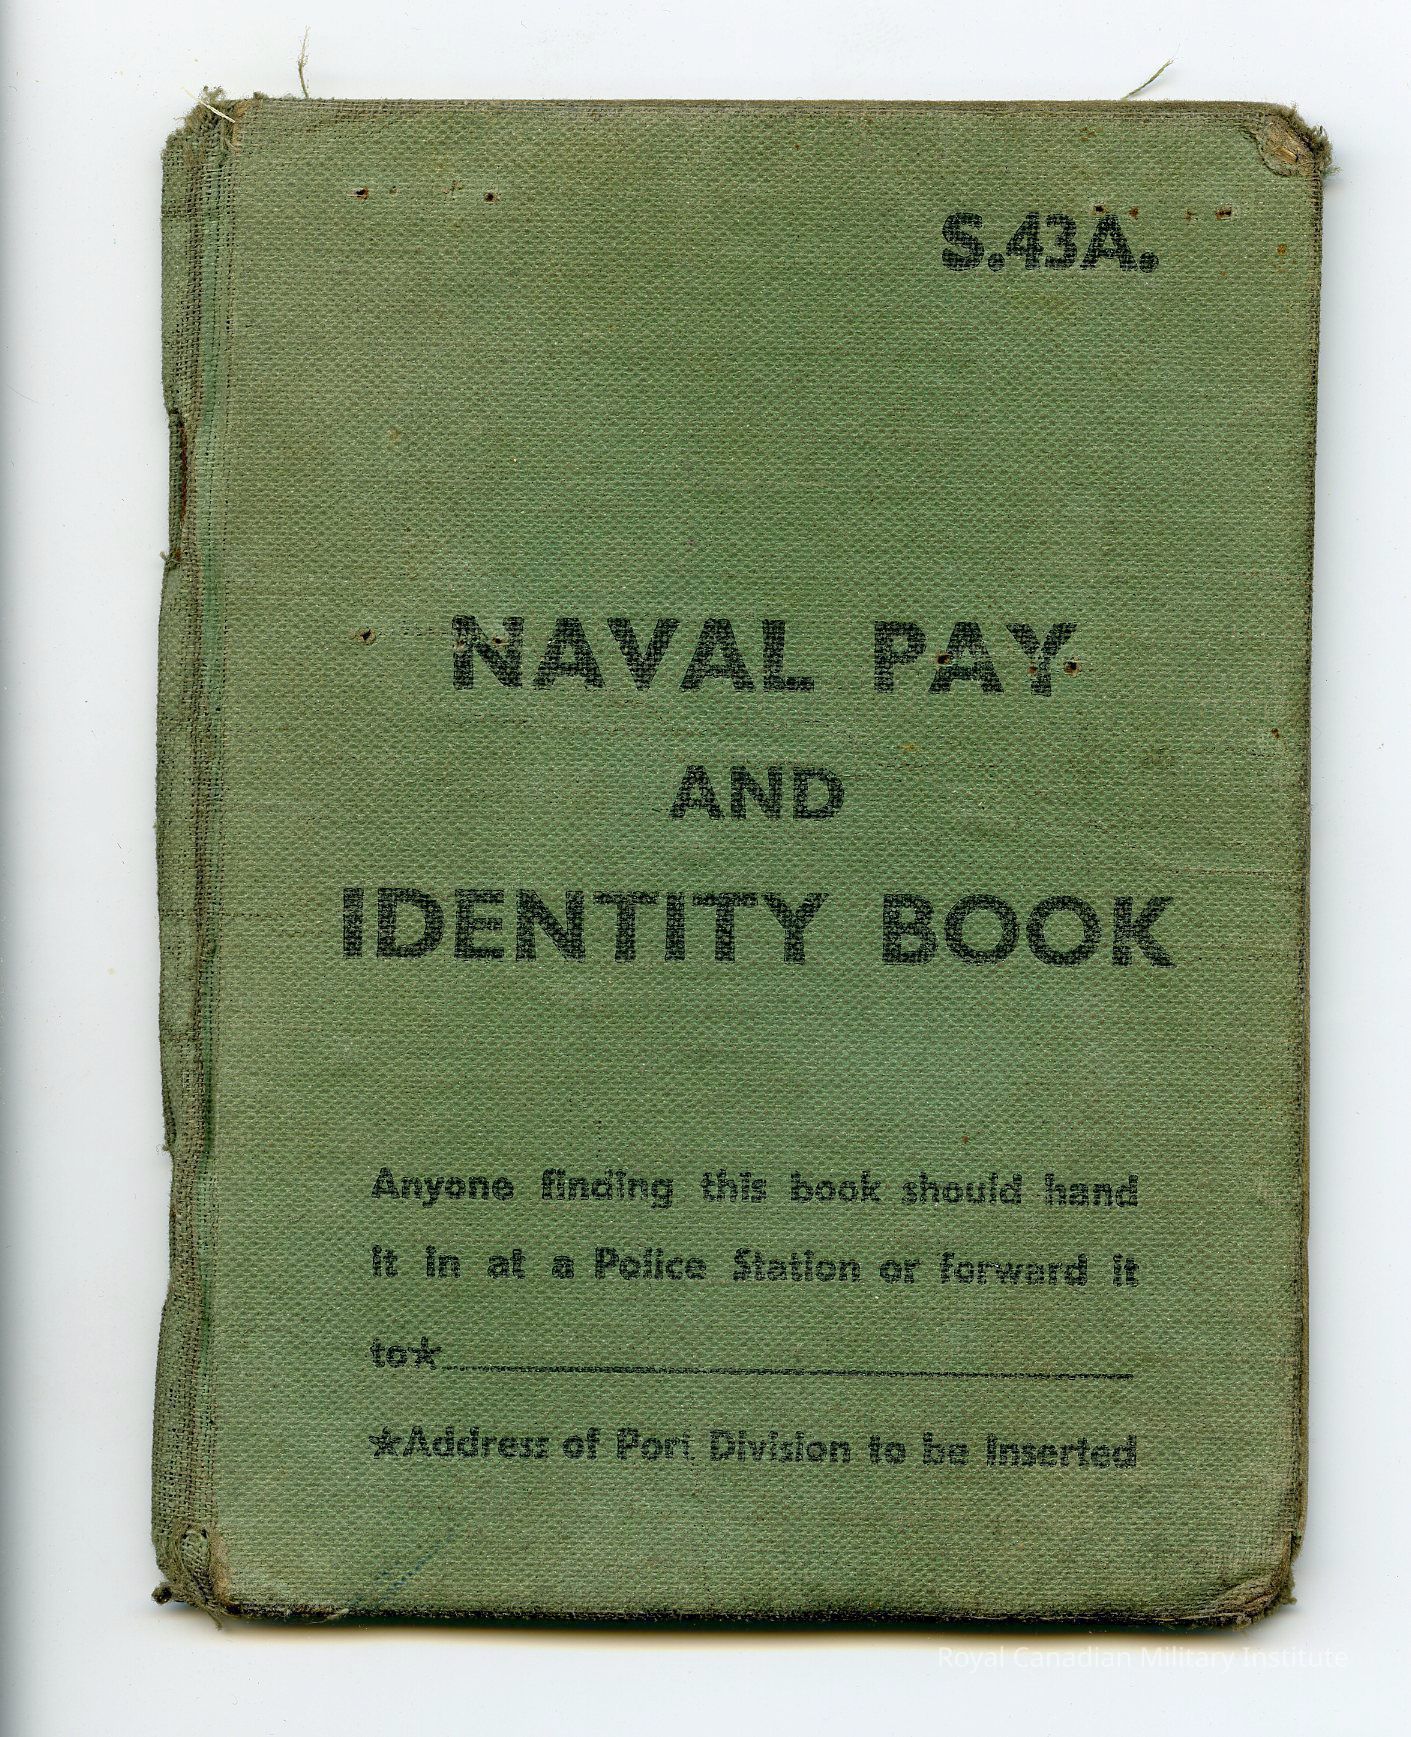 S.43A.
NAVAL PAY
AND
IDENTITY BOOK
Anyone finding this book should hand
it in at a Police Station or forward it
to★
★Address of Port Division to be inserted
Royal Canadian Military Institute